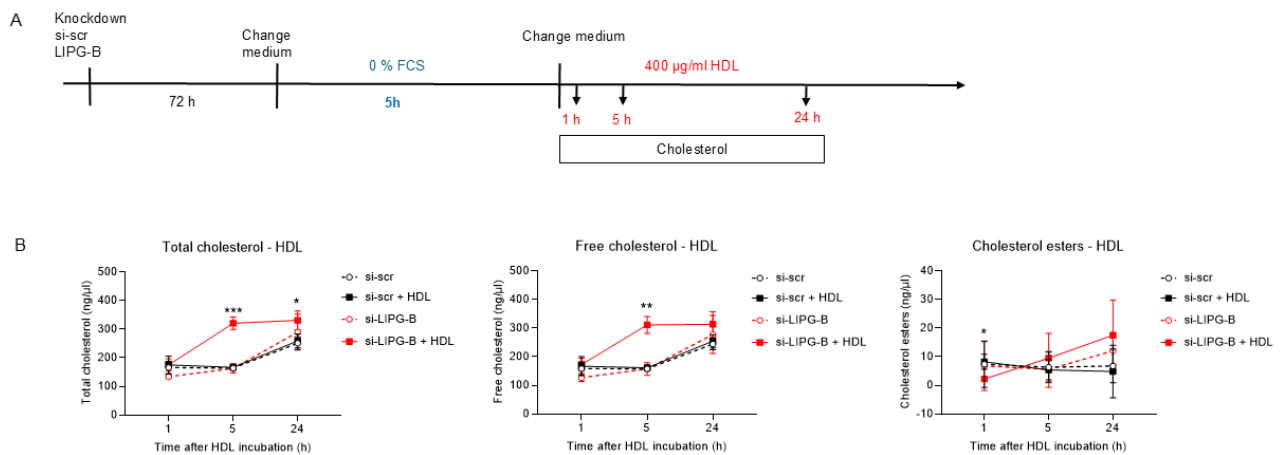 A
Knockdown
si-scr
LIPG-B
Change
medium
Change medium
0 % FCS
400 µg/ml HDL
72 h
5h
1 h
5 h
24 h
Cholesterol
B
Total cholesterol - HDL
Total cholesterol (ng/µl)
500
400
300
200
100
0
***
*
1
5
24
Time after HDL incubation (h)
si-scr
si-scr + HDL
si-LIPG-B
si-LIPG-B + HDL
Free cholesterol - HDL
Free cholesterol (ng/µl)
500
400
300
200
100
0
**
1
5
24
Time after HDL incubation (h)
si-scr
si-scr + HDL
si-LIPG-B
si-LIPG-B + HDL
Cholesterol esters - HDL
Cholesterol esters (ng/µl)
40
30
20
10
0
-10
*
1
5
24
Time after HDL incubation (h)
si-scr
si-scr + HDL
si-LIPG-B
si-LIPG-B + HDL